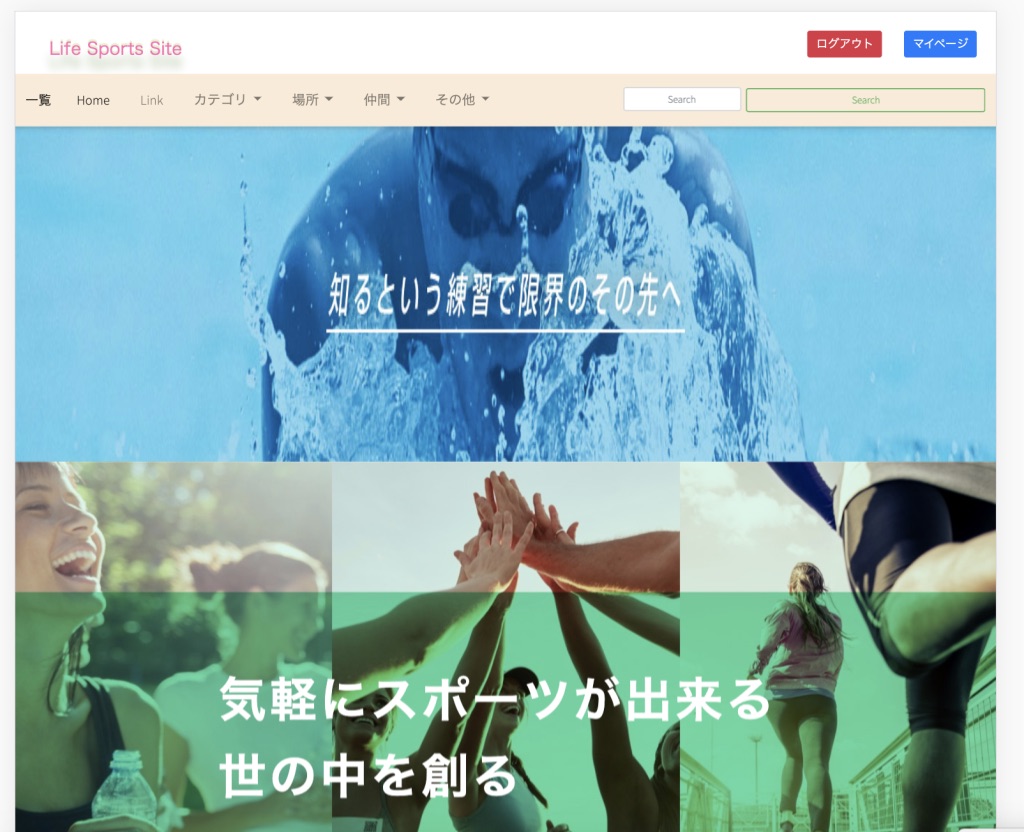 Life Sports Site
ログアウト
マイページ
一覧
Home
Link
カテゴリ
場所
仲間
その他
Search
Search
知るという練習で限界のその先へ
気軽にスポーツが出来る
世の中を創る